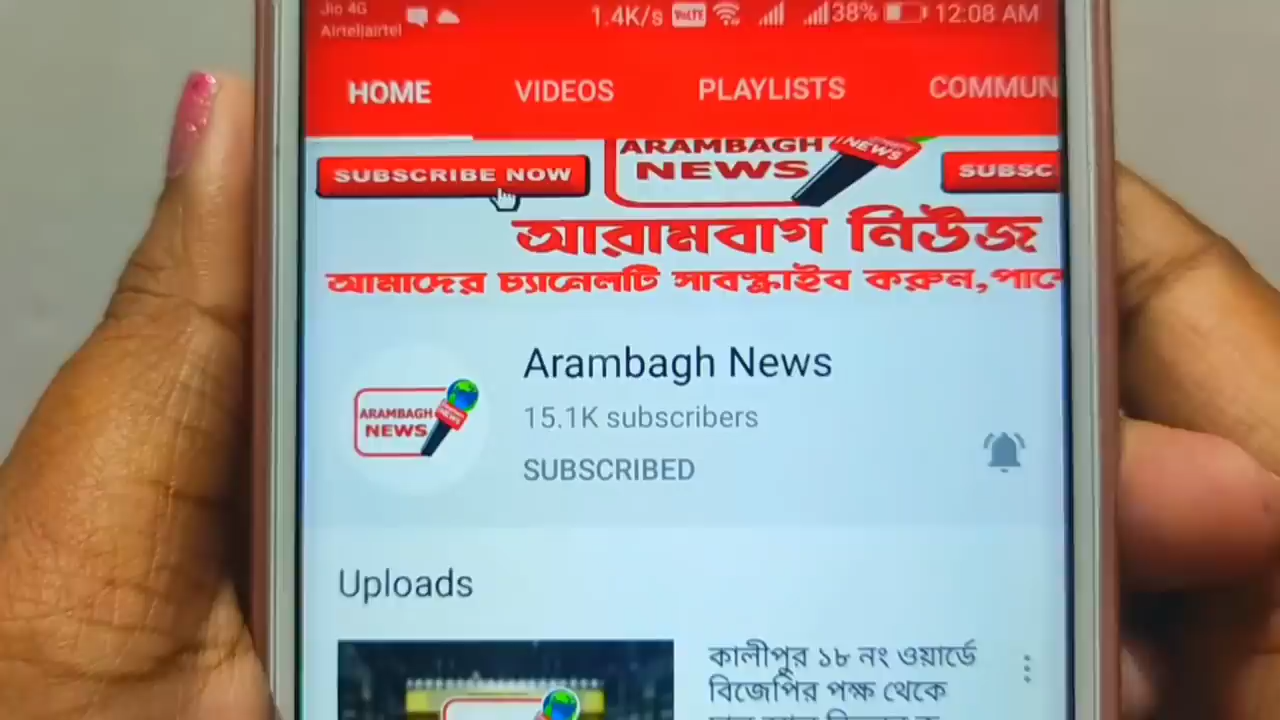 Jio 4G
Airtel|airtel
1.4K/s VoLTE 38% 12:08 AM
HOME VIDEOS PLAYLISTS COMMUN
SUBSCRIBE NOW
ARAMBAGH
NEWS
NEWS
SUBSC
আরামবাগ নিউজ
আমাদের চ্যানেলটি সাবস্ক্রাইব করুন,পাশে
Arambagh News
15.1K subscribers
SUBSCRIBED
ARAMBAGH
NEWS
NEWS
Uploads
কালীপুর ১৮ নং ওয়ার্ডে
বিজেপির পক্ষ থেকে